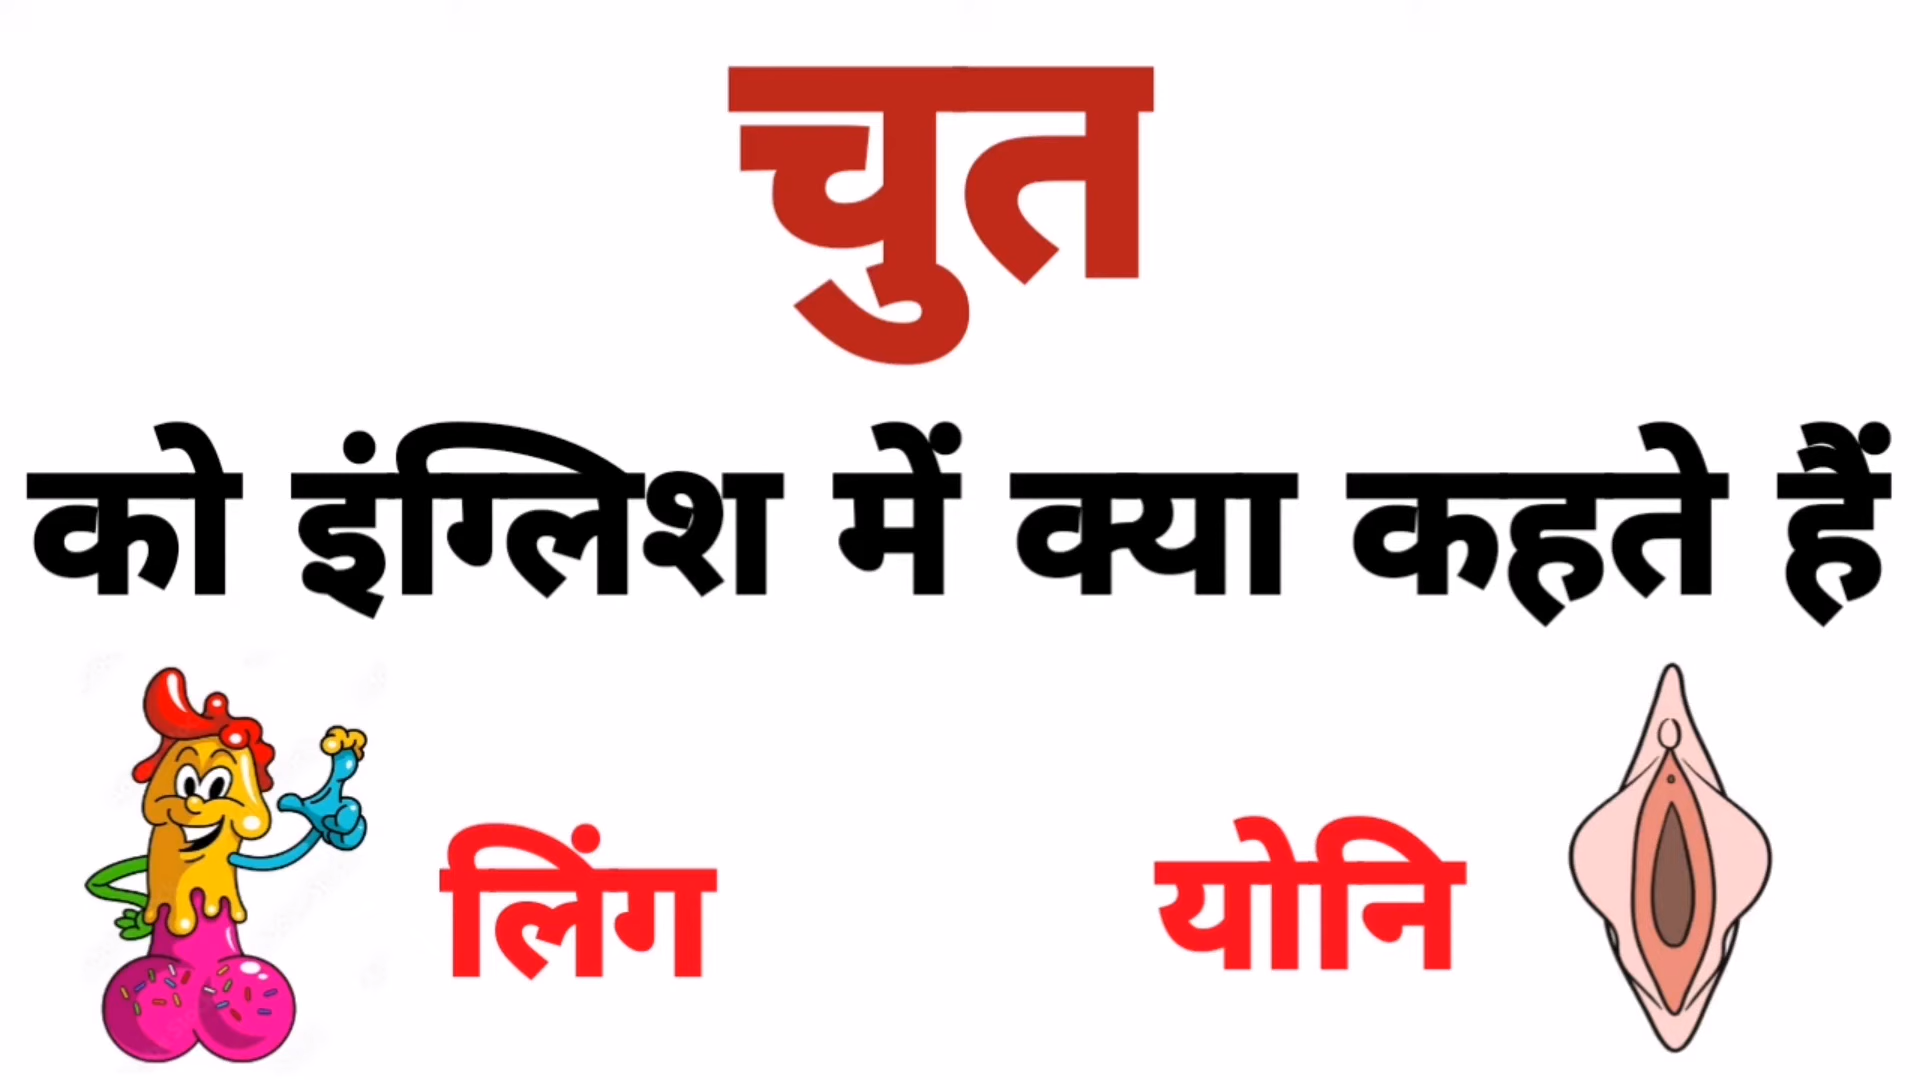 चुत
को इंग्लिश में क्या कहते हैं
लिंग
योनि